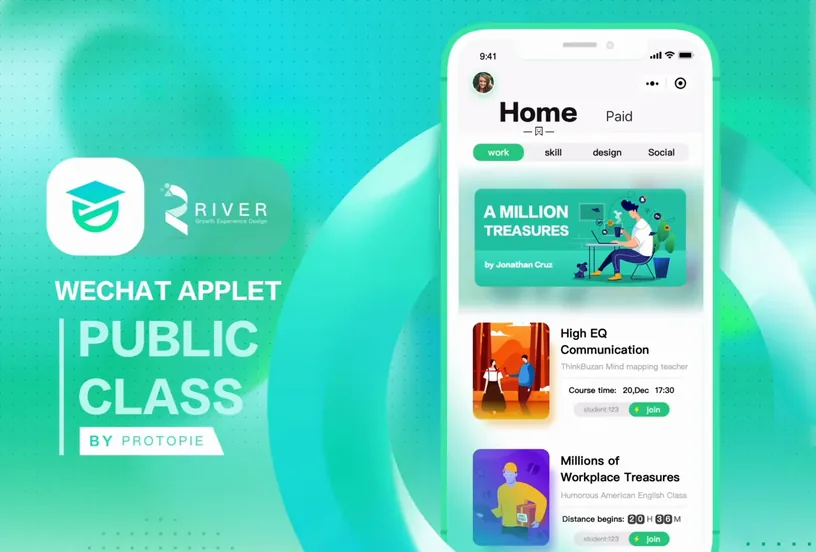 RIVER
Growth Experience Design
WECHAT APPLET
PUBLIC
CLASS
BY PROTOPIE
9:41
Home
Paid
work
skill
design
Social
A MILLION
TREASURES
by Jonathan Cruz
High EQ
Communication
ThinkBuzan Mind mapping teacher
Course time: 20,Dec 17:30
student:123
join
Millions of
Workplace Treasures
Humorous American English Class
Distance begins: 20 H 36 M
student:123
join